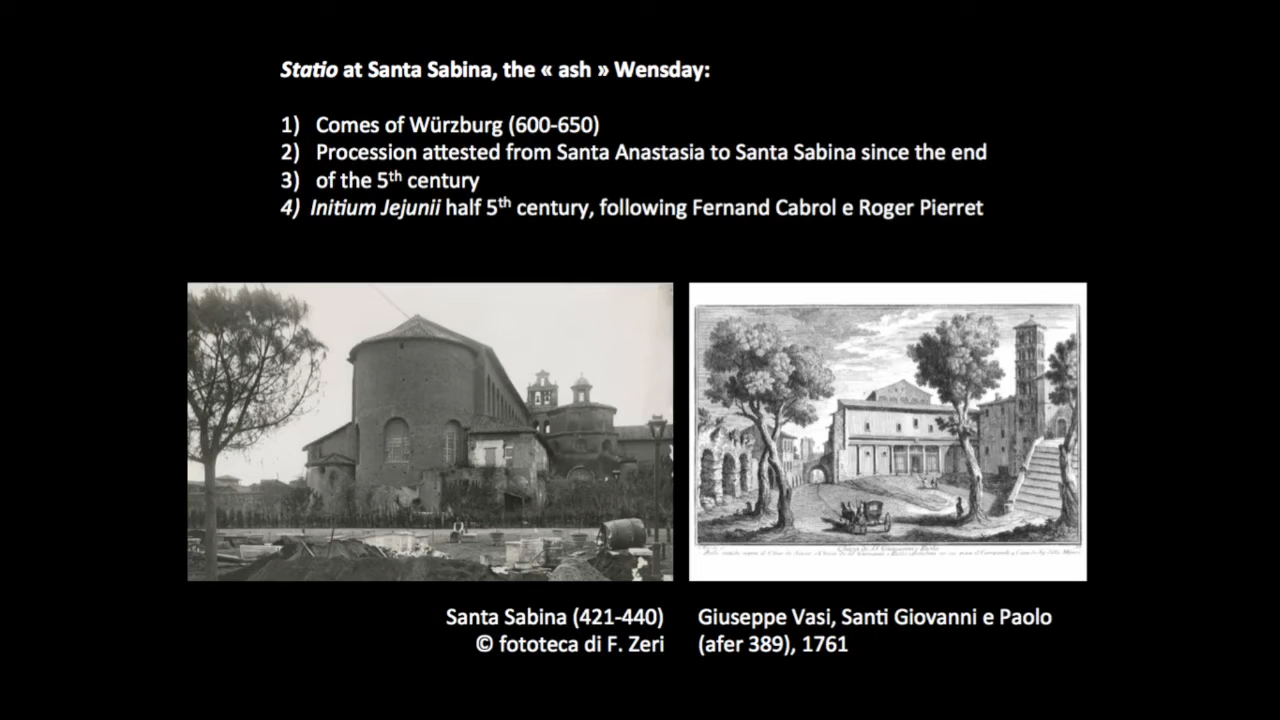 Statio at Santa Sabina, the « ash » Wensday:
1) Comes of Würzburg (600-650)
2) Procession attested from Santa Anastasia to Santa Sabina since the end
3) of the 5th century
4) Initium Jejunii half 5th century, following Fernand Cabrol e Roger Pierret
Santa Sabina (421-440)
© fototeca di F. Zeri
Giuseppe Vasi, Santi Giovanni e Paolo
(afer 389), 1761